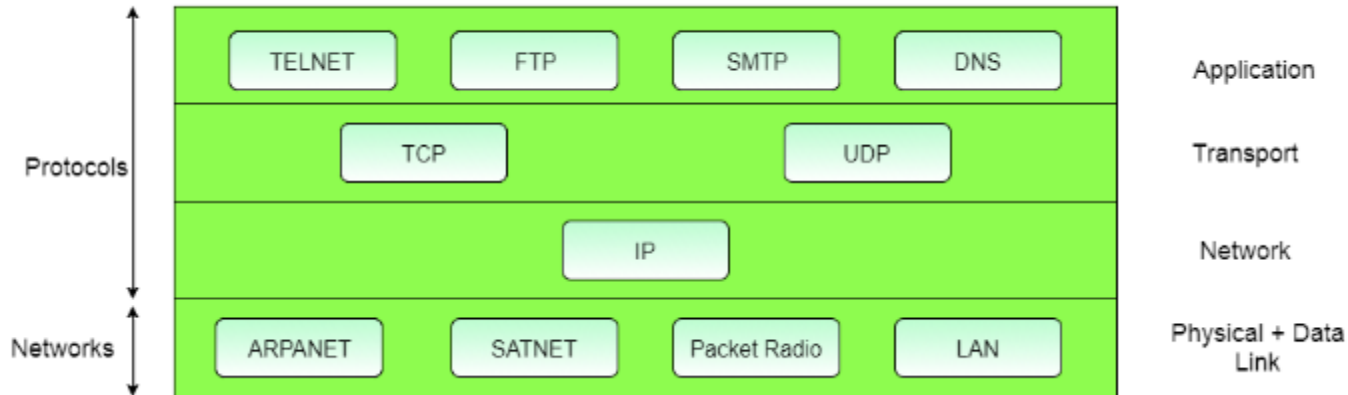 TELNET FTP SMTP DNS Application
TCP UDP Transport
Protocols
IP Network
Networks ARPANET SATNET Packet Radio LAN Physical + Data
Link